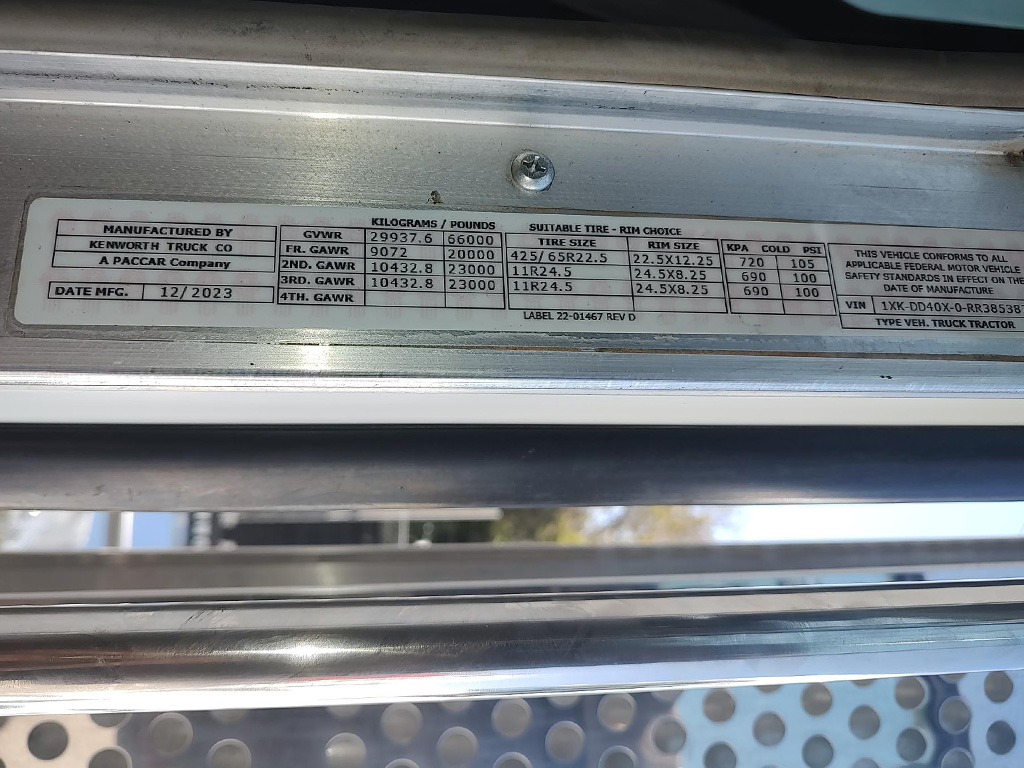 MANUFACTURED BY
KENWORTH TRUCK CO
A PACCAR Company
DATE MFG. 12/2023
KILOGRAMS / POUNDS
GVWR 29937.6 66000
FR. GAWR 9072 20000
2ND. GAWR 10432.8 23000
3RD. GAWR 10432.8 23000
4TH. GAWR
SUITABLE TIRE - RIM CHOICE
TIRE SIZE RIM SIZE
425/65R22.5 22.5X12.25
11R24.5 24.5X8.25
11R24.5 24.5X8.25
KPA COLD PSI
720 105
690 100
690 100
LABEL 22-01467 REV D
THIS VEHICLE CONFORMS TO ALL
APPLICABLE FEDERAL MOTOR VEHICLE
SAFETY STANDARDS IN EFFECT ON THE
DATE OF MANUFACTURE
VIN 1XK-DD40X-0-RR38538
TYPE VEH. TRUCK TRACTOR